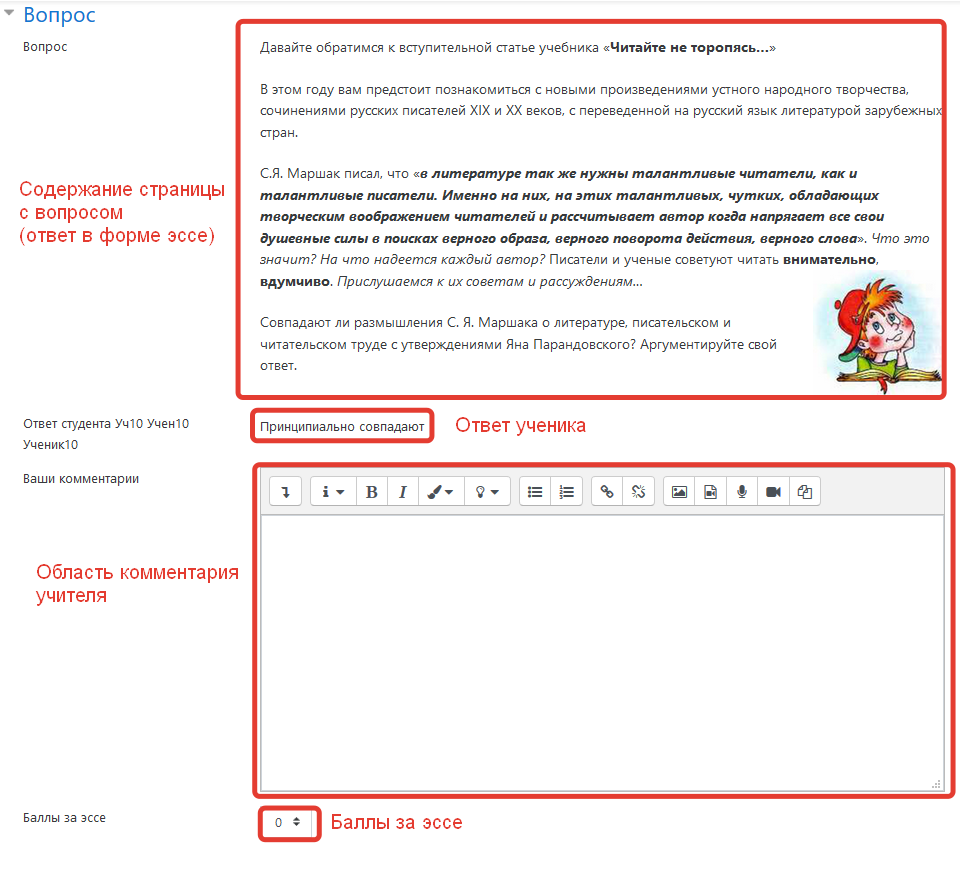 Вопрос
Вопрос
Давайте обратимся к вступительной статье учебника «Читайте не торопясь...»
В этом году вам предстоит познакомиться с новыми произведениями устного народного творчества,
сочинениями русских писателей XIX и XX веков, с переведенной на русский язык литературой зарубежных
стран.
С.Я. Маршак писал, что «в литературе так же нужны талантливые читатели, как и
талантливые писатели. Именно на них, на этих талантливых, чутких, обладающих
творческим воображением читателей и рассчитывает автор когда напрягает все свои
душевные силы в поисках верного образа, верного поворота действия, верного слова». Что это
значит? На что надеется каждый автор? Писатели и ученые советуют читать внимательно,
вдумчиво. Прислушаемся к их советам и рассуждениям...
Совпадают ли размышления С. Я. Маршака о литературе, писательском и
читательском труде с утверждениями Яна Парандовского? Аргументируйте свой
ответ.
Содержание страницы
с вопросом
(ответ в форме эссе)
Ответ студента Уч10 Учен10
Ученик10
Принципиально совпадают
Ответ ученика
Ваши комментарии
B I
Область комментария
учителя
Баллы за эссе
0
Баллы за эссе